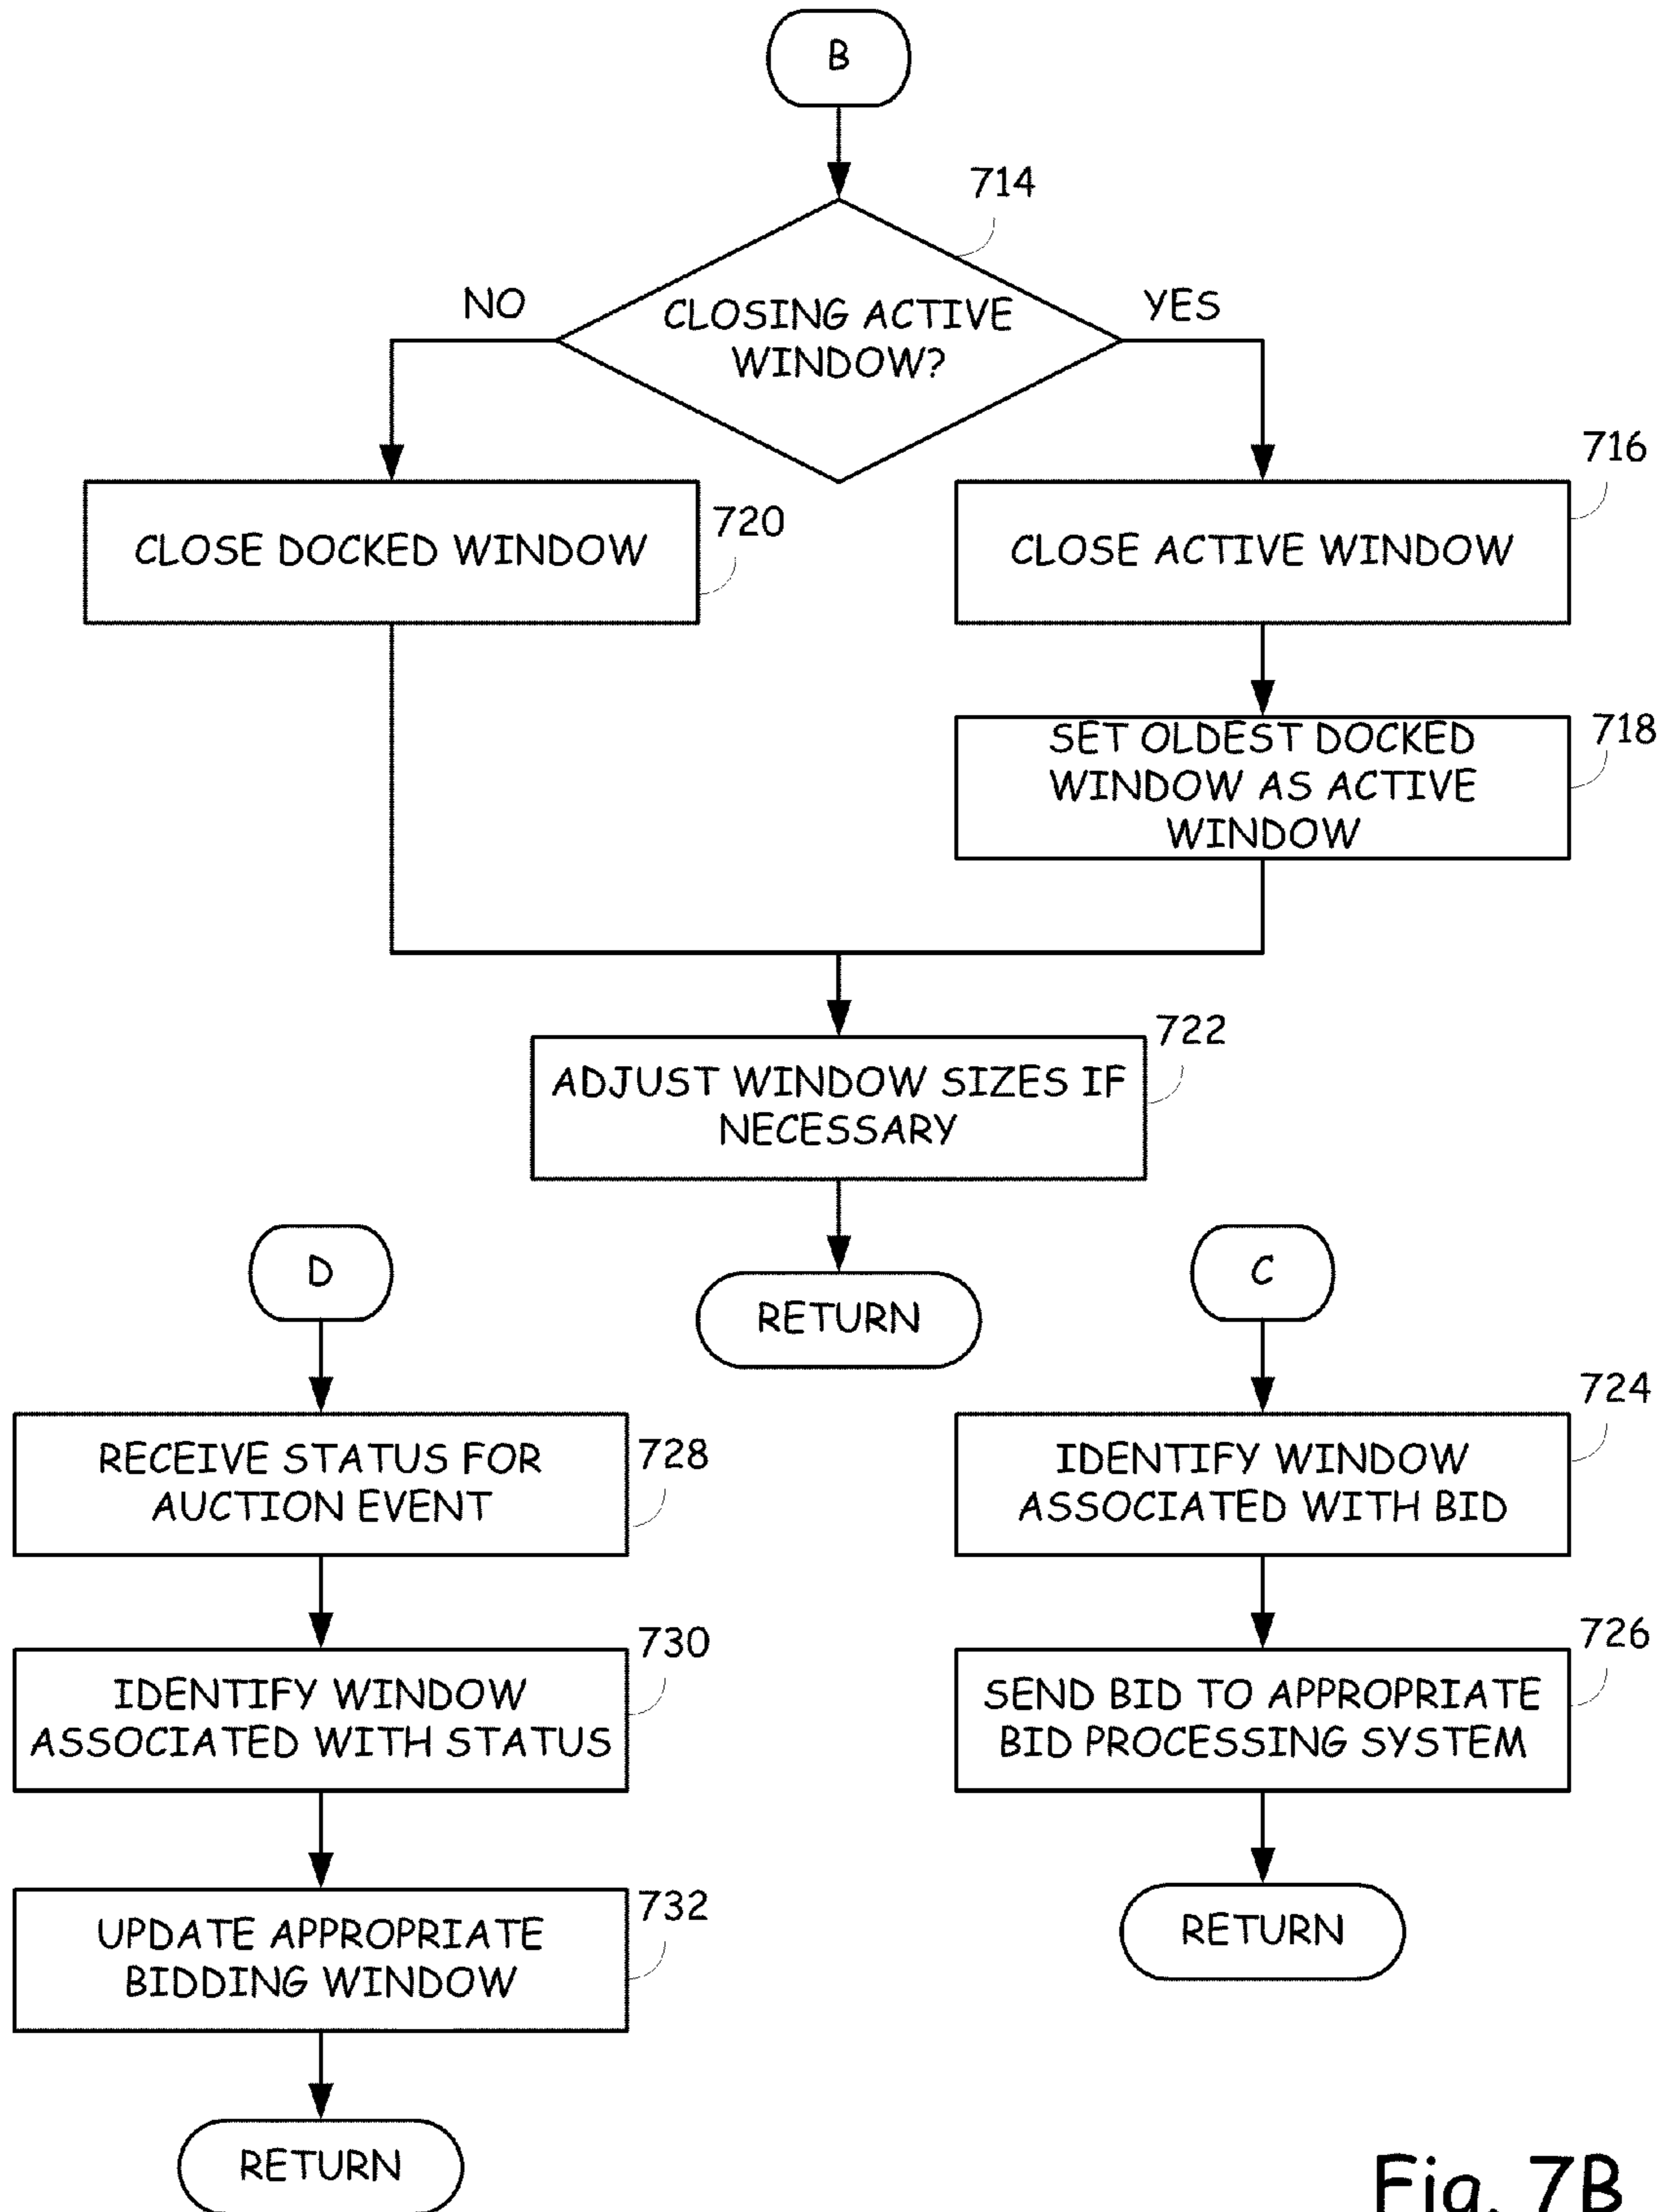 B
714
NO
YES
CLOSING ACTIVE
WINDOW?
716
720
CLOSE DOCKED WINDOW
CLOSE ACTIVE WINDOW
718
SET OLDEST DOCKED
WINDOW AS ACTIVE
WINDOW
722
ADJUST WINDOW SIZES IF
NECESSARY
RETURN
D
728
RECEIVE STATUS FOR
AUCTION EVENT
730
IDENTIFY WINDOW
ASSOCIATED WITH STATUS
732
UPDATE APPROPRIATE
BIDDING WINDOW
RETURN
C
724
IDENTIFY WINDOW
ASSOCIATED WITH BID
726
SEND BID TO APPROPRIATE
BID PROCESSING SYSTEM
RETURN
Fig. 7B